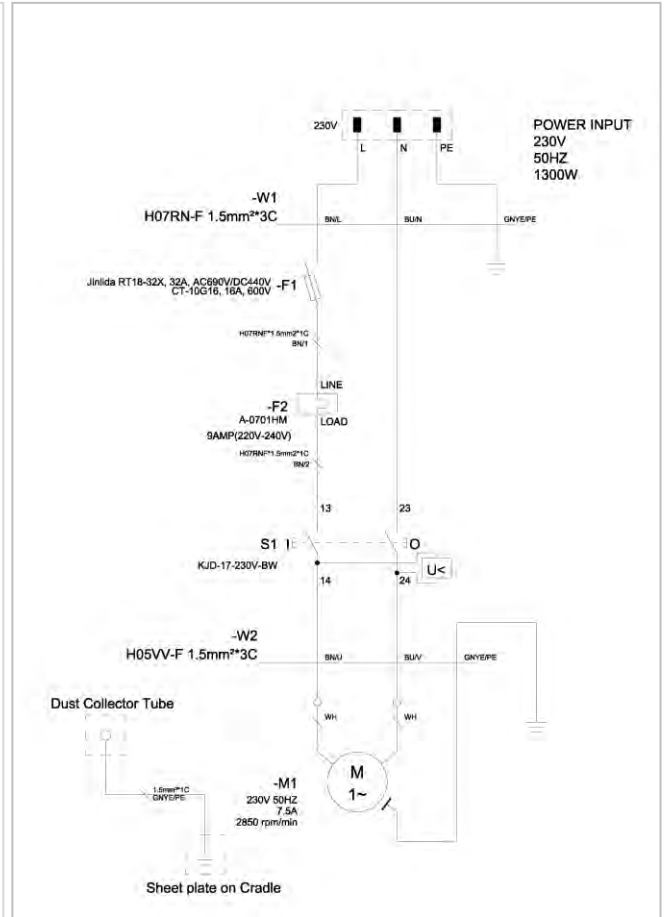 230V
L N PE
POWER INPUT
230V
50HZ
1300W
-W1
H07RN-F 1.5mm²*3C
BN/L BU/N GNYE/PE
Jinlida RT18-32X, 32A, AC690V/DC440V
CT-10G16, 16A, 600V
-F1
H07RNF*1.5mm2*1C
BN/1
LINE
-F2
A-0701HM
LOAD
9AMP(220V-240V)
H07RNF*1.5mm2*1C
BN/2
13 23
S1 I O
KJD-17-230V-BW
U<
14 24
-W2
H05VV-F 1.5mm²*3C
BN/U BU/V GNYE/PE
Dust Collector Tube
WH WH
1.5mm²*1C
GNYE/PE
-M1
230V 50HZ
7.5A
2850 rpm/min
M
1~
Sheet plate on Cradle